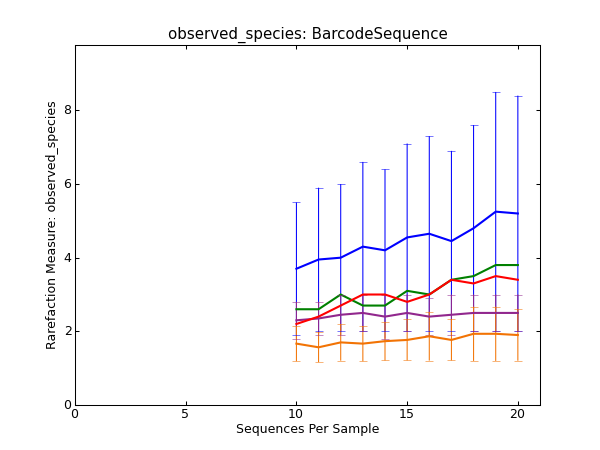 observed_species: BarcodeSequence
Rarefaction Measure: observed_species
8
6
4
2
0
0 5 10 15 20
Sequences Per Sample